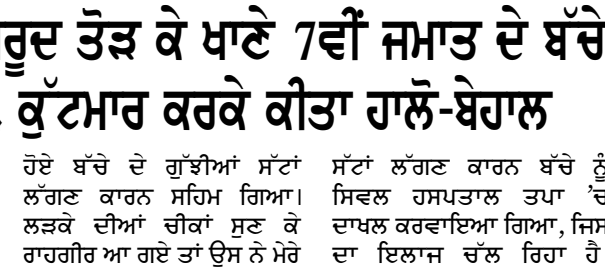 ਰੂਦ ਤੋੜ ਕੇ ਖਾਣੇ 7ਵੀਂ ਜਮਾਤ ਦੇ ਬੱਚੇ
ਕੁੱਟਮਾਰ ਕਰਕੇ ਕੀਤਾ ਹਾਲੋ-ਬੇਹਾਲ
ਹੋਏ ਬੱਚੇ ਦੇ ਗੁੱਝੀਆਂ ਸੱਟਾਂ
ਲੱਗਣ ਕਾਰਨ ਸਹਿਮ ਗਿਆ।
ਲੜਕੇ ਦੀਆਂ ਚੀਕਾਂ ਸੁਣ ਕੇ
ਰਾਹਗੀਰ ਆ ਗਏ ਤਾਂ ਉਸ ਨੇ ਮੇਰੇ
ਸੱਟਾਂ ਲੱਗਣ ਕਾਰਨ ਬੱਚੇ ਨੂੰ
ਸਿਵਲ ਹਸਪਤਾਲ ਤਪਾ ’ਚ
ਦਾਖਲ ਕਰਵਾਇਆ ਗਿਆ, ਜਿਸ
ਦਾ ਇਲਾਜ ਚੱਲ ਰਿਹਾ ਹੈ